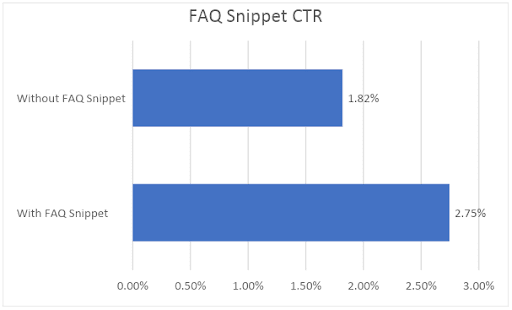 FAQ Snippet CTR
Without FAQ Snippet
1.82%
With FAQ Snippet
2.75%
0.00% 0.50% 1.00% 1.50% 2.00% 2.50% 3.00%